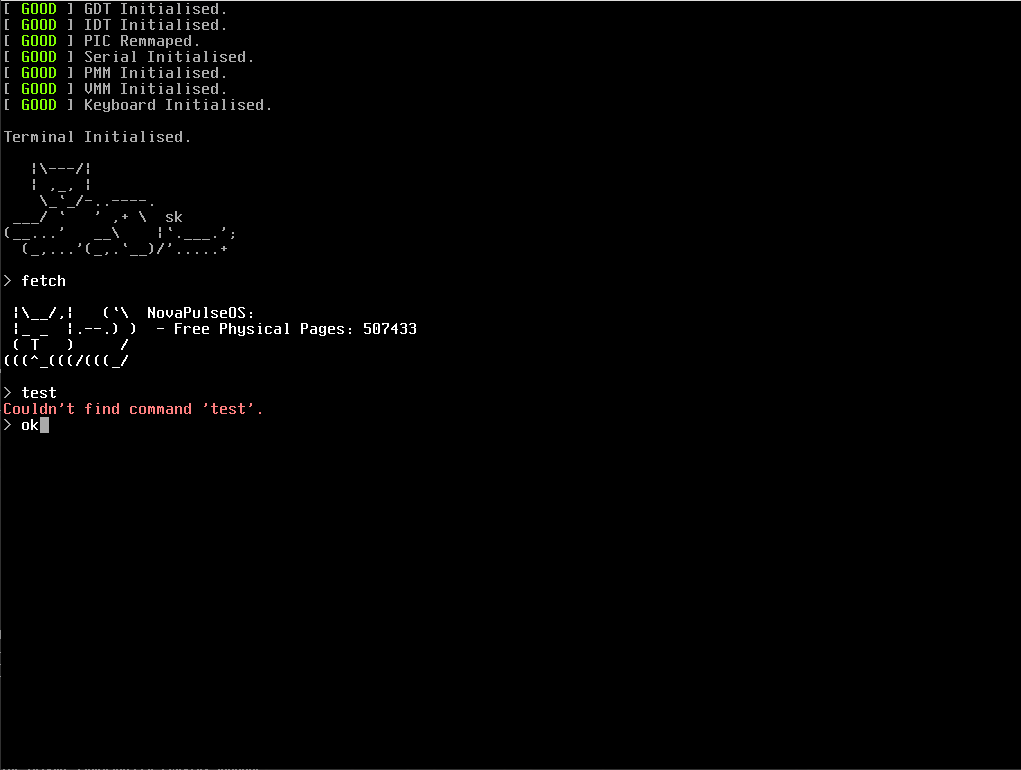 [ GOOD ] GDT Initialised.
[ GOOD ] IDT Initialised.
[ GOOD ] PIC Remmaped.
[ GOOD ] Serial Initialised.
[ GOOD ] PMM Initialised.
[ GOOD ] VMM Initialised.
[ GOOD ] Keyboard Initialised.
Terminal Initialised.
   |\---/|
   | ,_, |
    \_`_/-..----.
 ___/ `   ' ,+ \  sk
(__...'   __\    |`.___.';
  (_,...'(_,.`__)/'.....+
> fetch
 |\__/,|   (`\  NovaPulseOS:
 |_ _  |.--.) )  - Free Physical Pages: 507433
 ( T   )     /
(((^_(((/(((_/
> test
Couldn't find command 'test'.
> ok